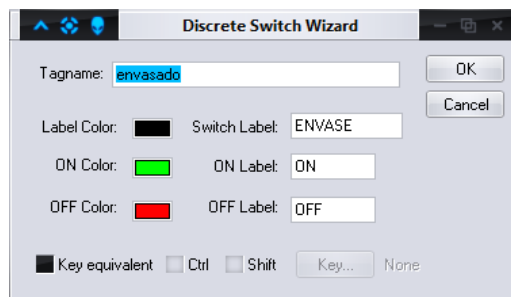 Discrete Switch Wizard
Tagname: envasado
OK
Cancel
Label Color: Switch Label: ENVASE
ON Color: ON Label: ON
OFF Color: OFF Label: OFF
Key equivalent Ctrl Shift Key... None